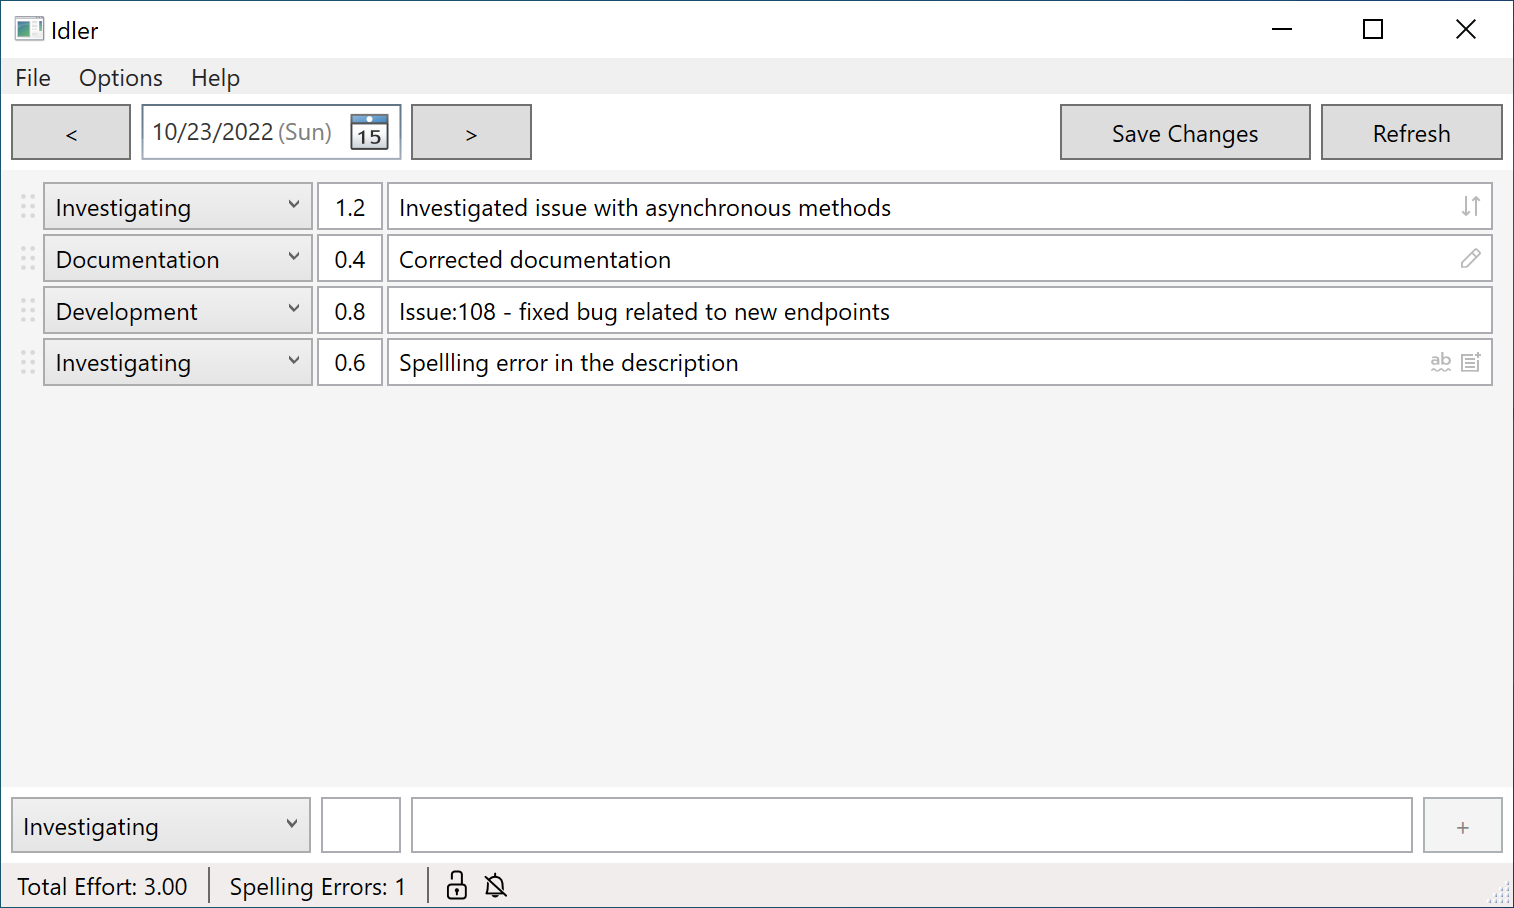 Idler
File Options Help
< 10/23/2022 (Sun) 15 > Save Changes Refresh
Investigating 1.2 Investigated issue with asynchronous methods
Documentation 0.4 Corrected documentation
Development 0.8 Issue:108 - fixed bug related to new endpoints
Investigating 0.6 Spellling error in the description ab
Investigating +
Total Effort: 3.00 Spelling Errors: 1